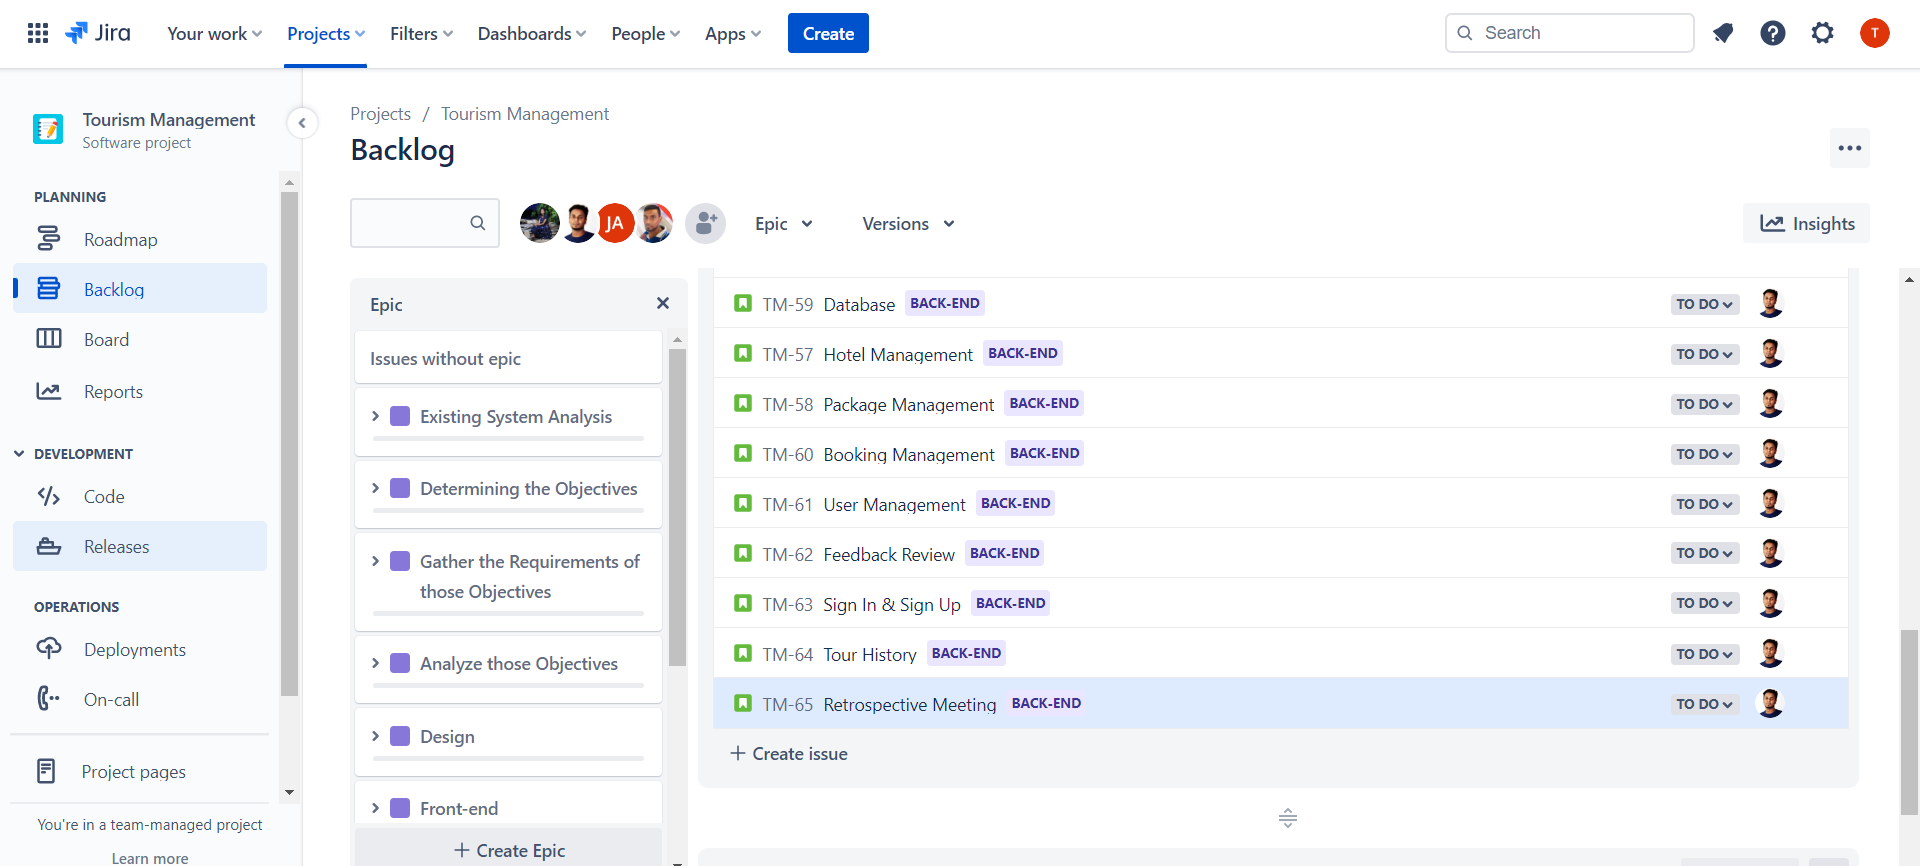 Jira
Your work
Projects
Filters
Dashboards
People
Apps
Create
Search
T
Tourism Management
Software project
PLANNING
Roadmap
Backlog
Board
Reports
DEVELOPMENT
Code
Releases
OPERATIONS
Deployments
On-call
Project pages
You're in a team-managed project
Learn more
Projects / Tourism Management
Backlog
JA
Epic
Versions
Insights
Epic
Issues without epic
Existing System Analysis
Determining the Objectives
Gather the Requirements of
those Objectives
Analyze those Objectives
Design
Front-end
+ Create Epic
TM-59 Database BACK-END TO DO
TM-57 Hotel Management BACK-END TO DO
TM-58 Package Management BACK-END TO DO
TM-60 Booking Management BACK-END TO DO
TM-61 User Management BACK-END TO DO
TM-62 Feedback Review BACK-END TO DO
TM-63 Sign In & Sign Up BACK-END TO DO
TM-64 Tour History BACK-END TO DO
TM-65 Retrospective Meeting BACK-END TO DO
+ Create issue